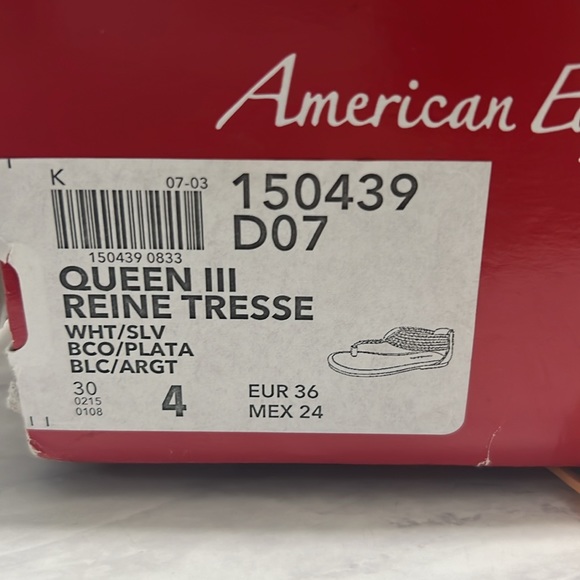 American
K
07-03
150439
D07
150439 0833
QUEEN III
REINE TRESSE
WHT/SLV
BCO/PLATA
BLC/ARGT
30
0215
0108
4
EUR 36
MEX 24